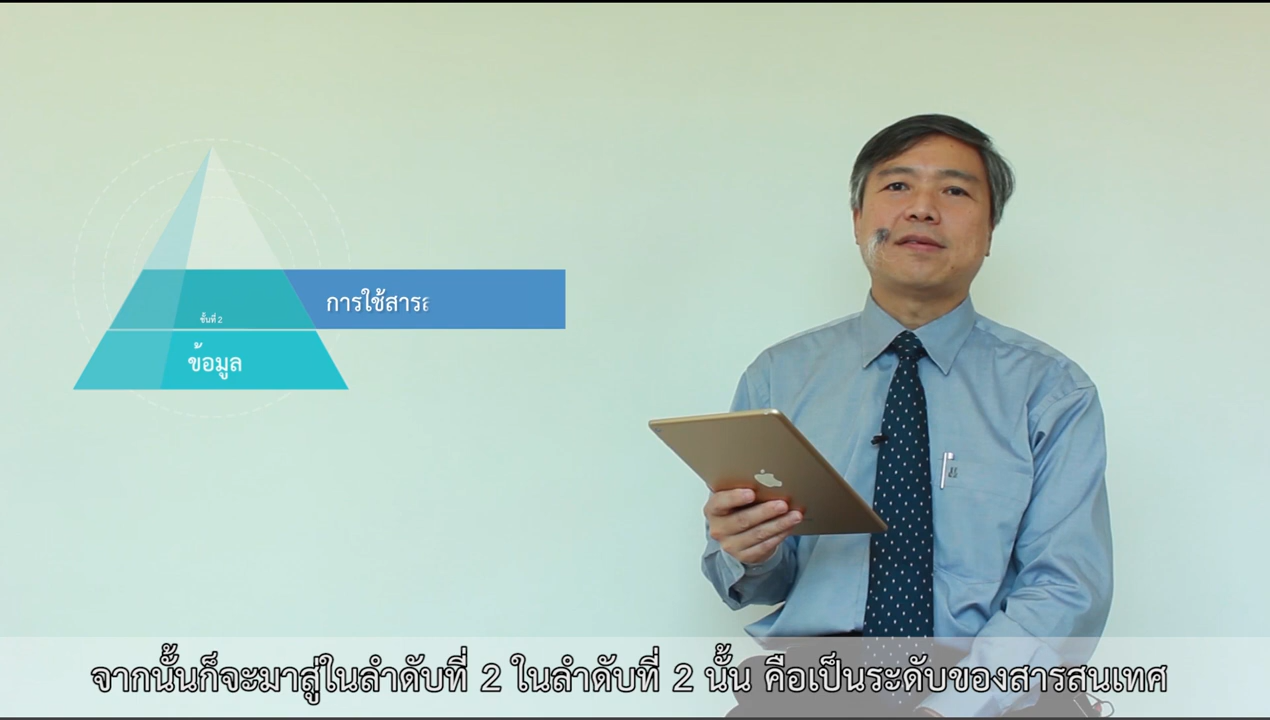 การใช้สารส
ชั้นที่ 2
ข้อมูล
จากนั้นก็จะมาสู่ในลำดับที่ 2 ในลำดับที่ 2 นั้น คือเป็นระดับของสารสนเทศ